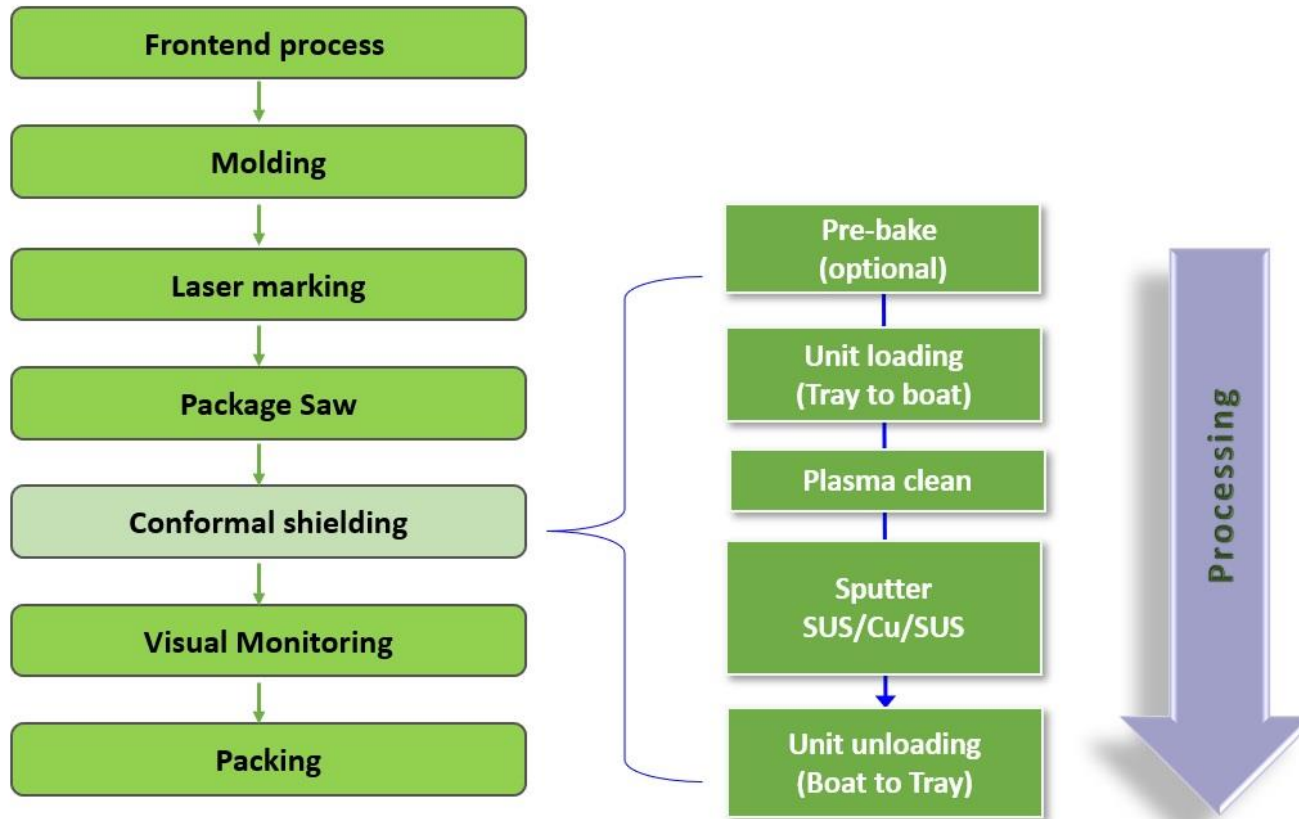 Frontend process
Molding
Laser marking
Package Saw
Conformal shielding
Visual Monitoring
Packing
Pre-bake
(optional)
Unit loading
(Tray to boat)
Plasma clean
Sputter
SUS/Cu/SUS
Unit unloading
(Boat to Tray)
Processing